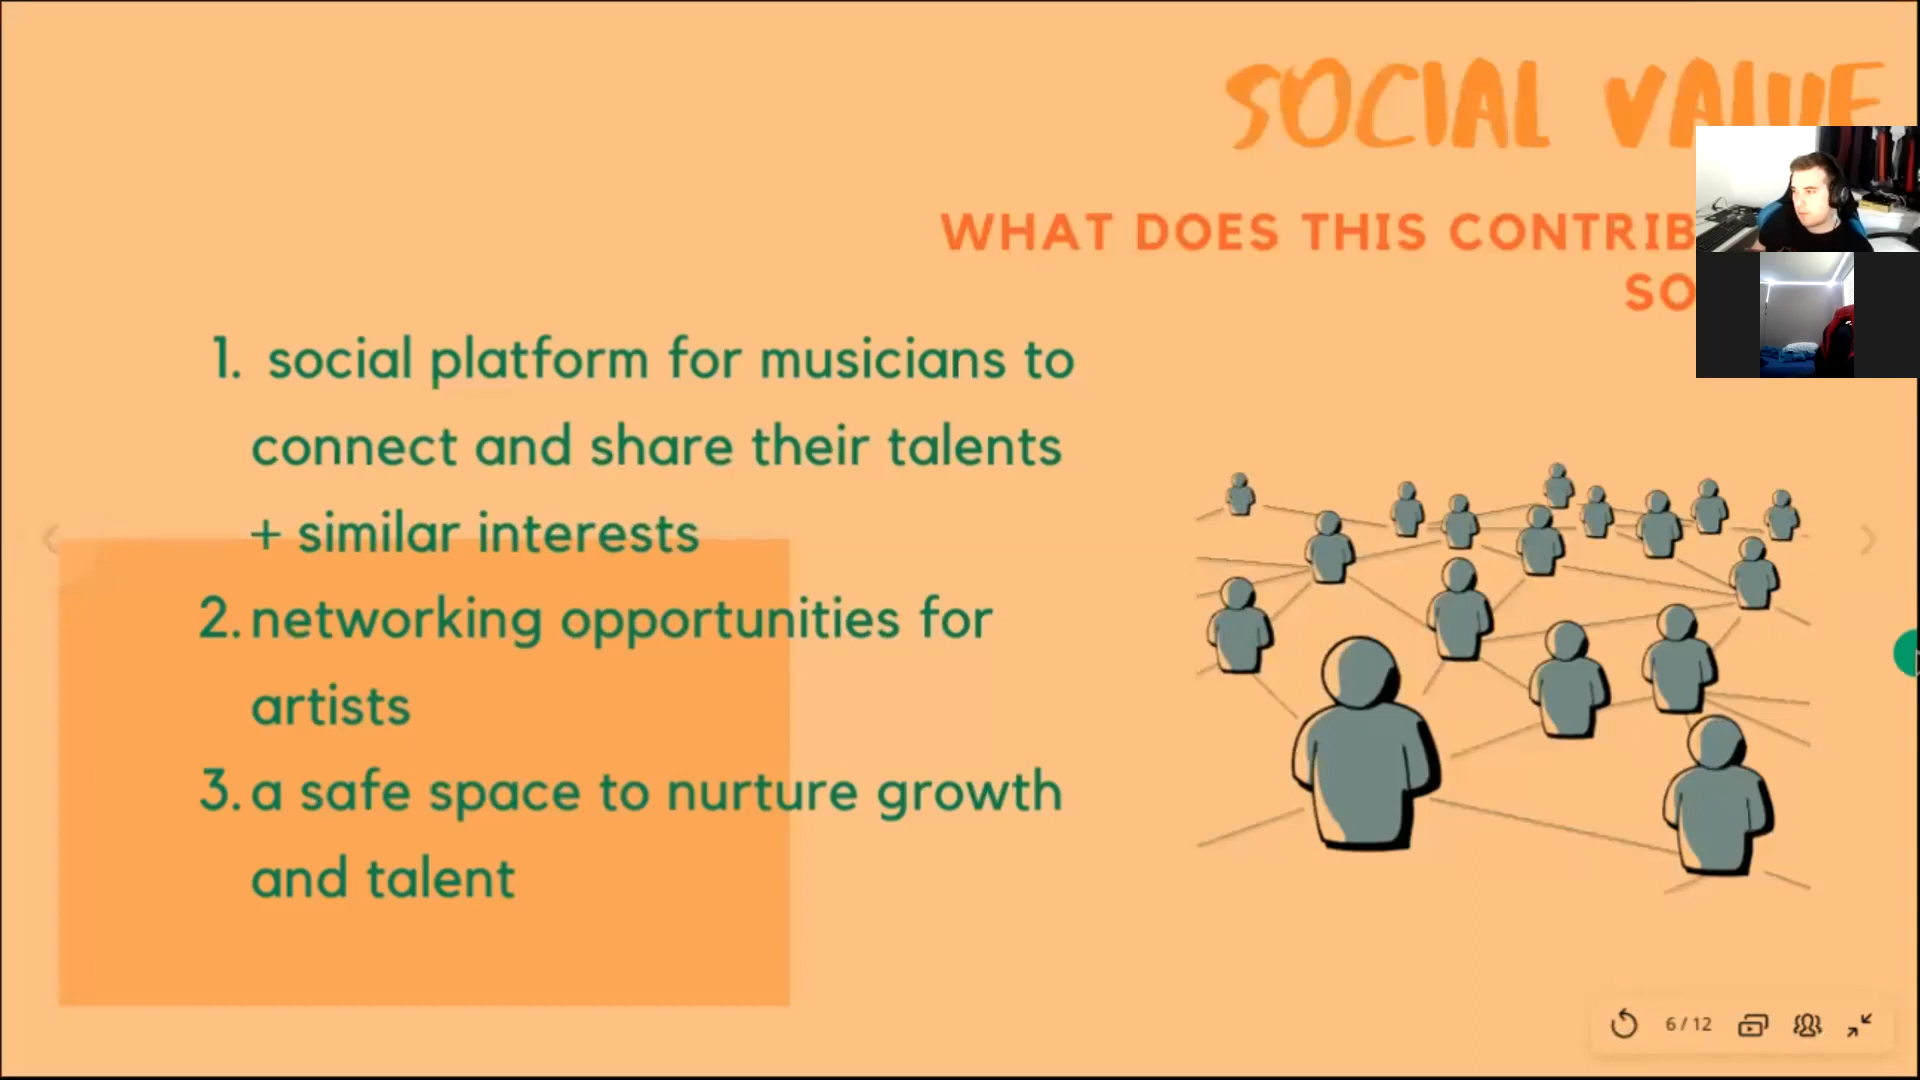 SOCIAL VALUE
WHAT DOES THIS CONTRIB
SO
1. social platform for musicians to
connect and share their talents
+ similar interests
2. networking opportunities for
artists
3. a safe space to nurture growth
and talent
6 / 12